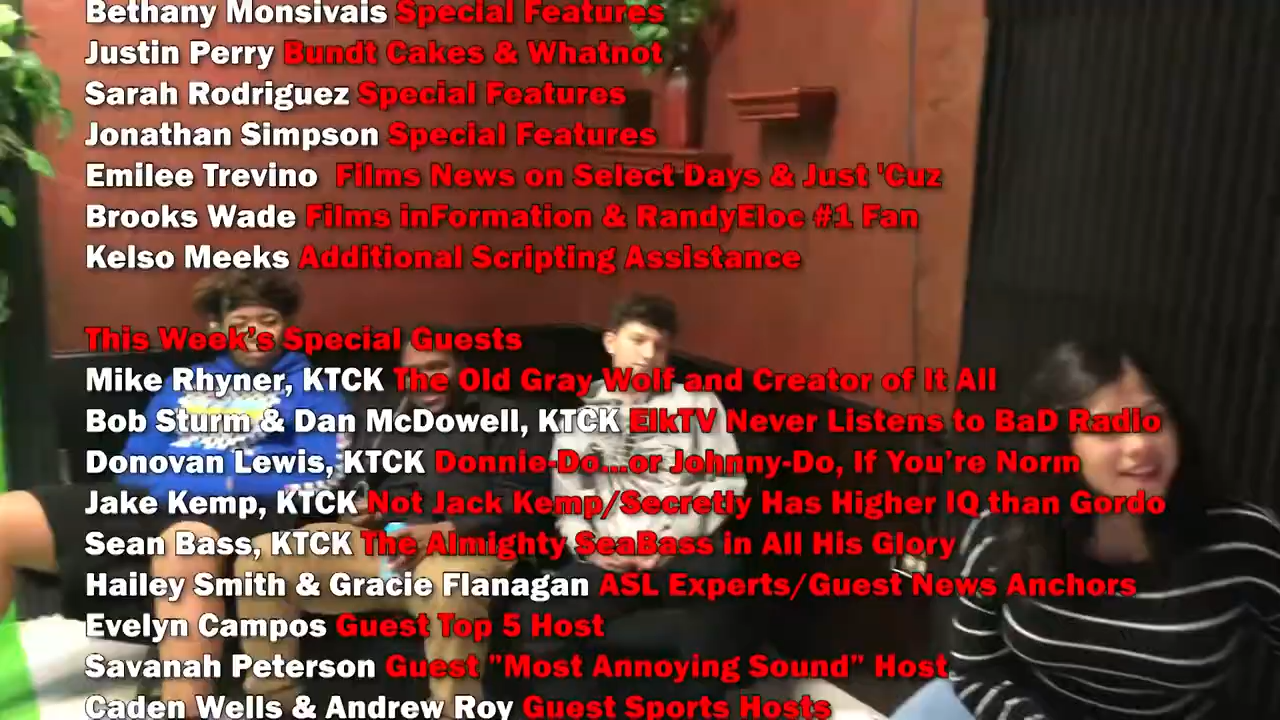 Bethany Monsivais Special Features
Justin Perry Bundt Cakes & Whatnot
Sarah Rodriguez Special Features
Jonathan Simpson Special Features
Emilee Trevino Films News on Select Days & Just 'Cuz
Brooks Wade Films inFormation & RandyEloc #1 Fan
Kelso Meeks Additional Scripting Assistance
This Week's Special Guests
Mike Rhyner, KTCK The Old Gray Wolf and Creator of It All
Bob Sturm & Dan McDowell, KTCK ElkTV Never Listens to BaD Radio
Donovan Lewis, KTCK Donnie-Do...or Johnny-Do, If You're Norm
Jake Kemp, KTCK Not Jack Kemp/Secretly Has Higher IQ than Gordo
Sean Bass, KTCK The Almighty SeaBass in All His Glory
Hailey Smith & Gracie Flanagan ASL Experts/Guest News Anchors
Evelyn Campos Guest Top 5 Host
Savanah Peterson Guest "Most Annoying Sound" Host
Caden Wells & Andrew Roy Guest Sports Hosts